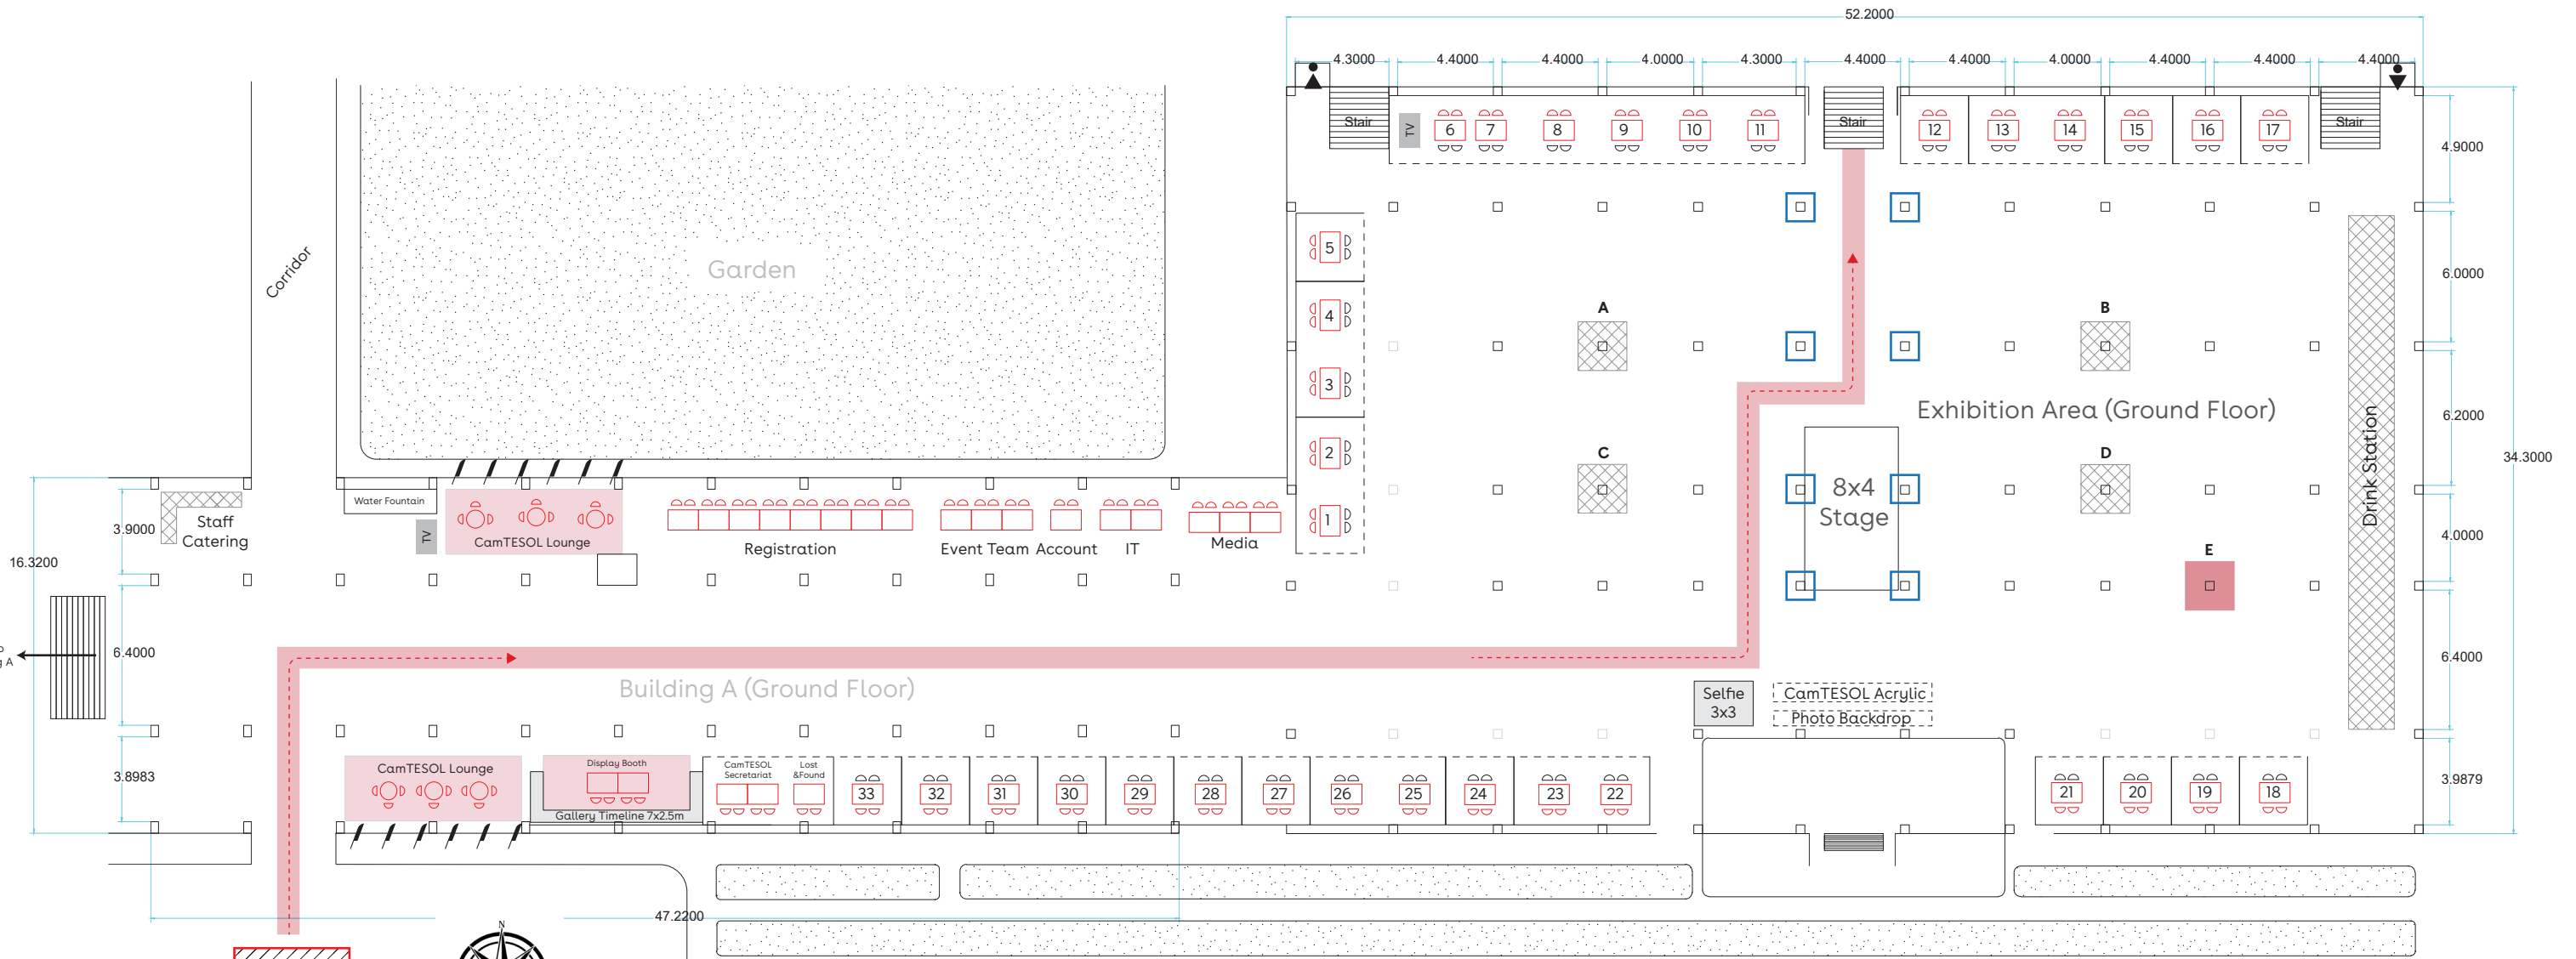 52.2000
4.3000 4.4000 4.4000 4.0000 4.3000 4.4000 4.4000 4.0000 4.4000 4.4000 4.4000
Stair
TV
6 7 8 9 10 11
Stair
12 13 14 15 16 17
Stair
4.9000
5
4
3
2
1
6.0000
Corridor
Garden
A
B
Exhibition Area (Ground Floor)
6.2000
Drink Station
34.3000
C
D
8x4
Stage
4.0000
E
Water Fountain
TV
CamTESOL Lounge
Staff
Catering
3.9000
16.3200
Registration
Event Team
Account
IT
Media
6.4000
6.4000
g A
Building A (Ground Floor)
Selfie
3x3
CamTESOL Acrylic
Photo Backdrop
3.8983
CamTESOL Lounge
Display Booth
Gallery Timeline 7x2.5m
CamTESOL
Secretariat
Lost
&Found
33 32 31 30 29 28 27 26 25 24 23 22
21 20 19 18
3.9879
47.2200
N